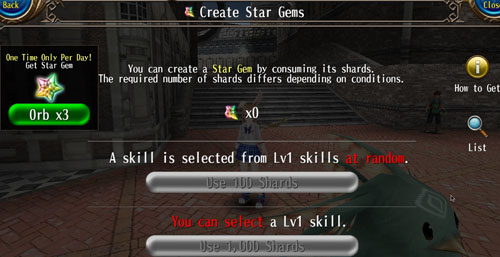 Back
Create Star Gems
Close
One Time Only Per Day!
Get Star Gem
Orb x3
You can create a Star Gem by consuming its shards.
The required number of shards differs depending on conditions.
How to Get
x0
List
A skill is selected from Lv1 skills at random.
Use 100 Shards
You can select a Lv1 skill.
Use 1,000 Shards